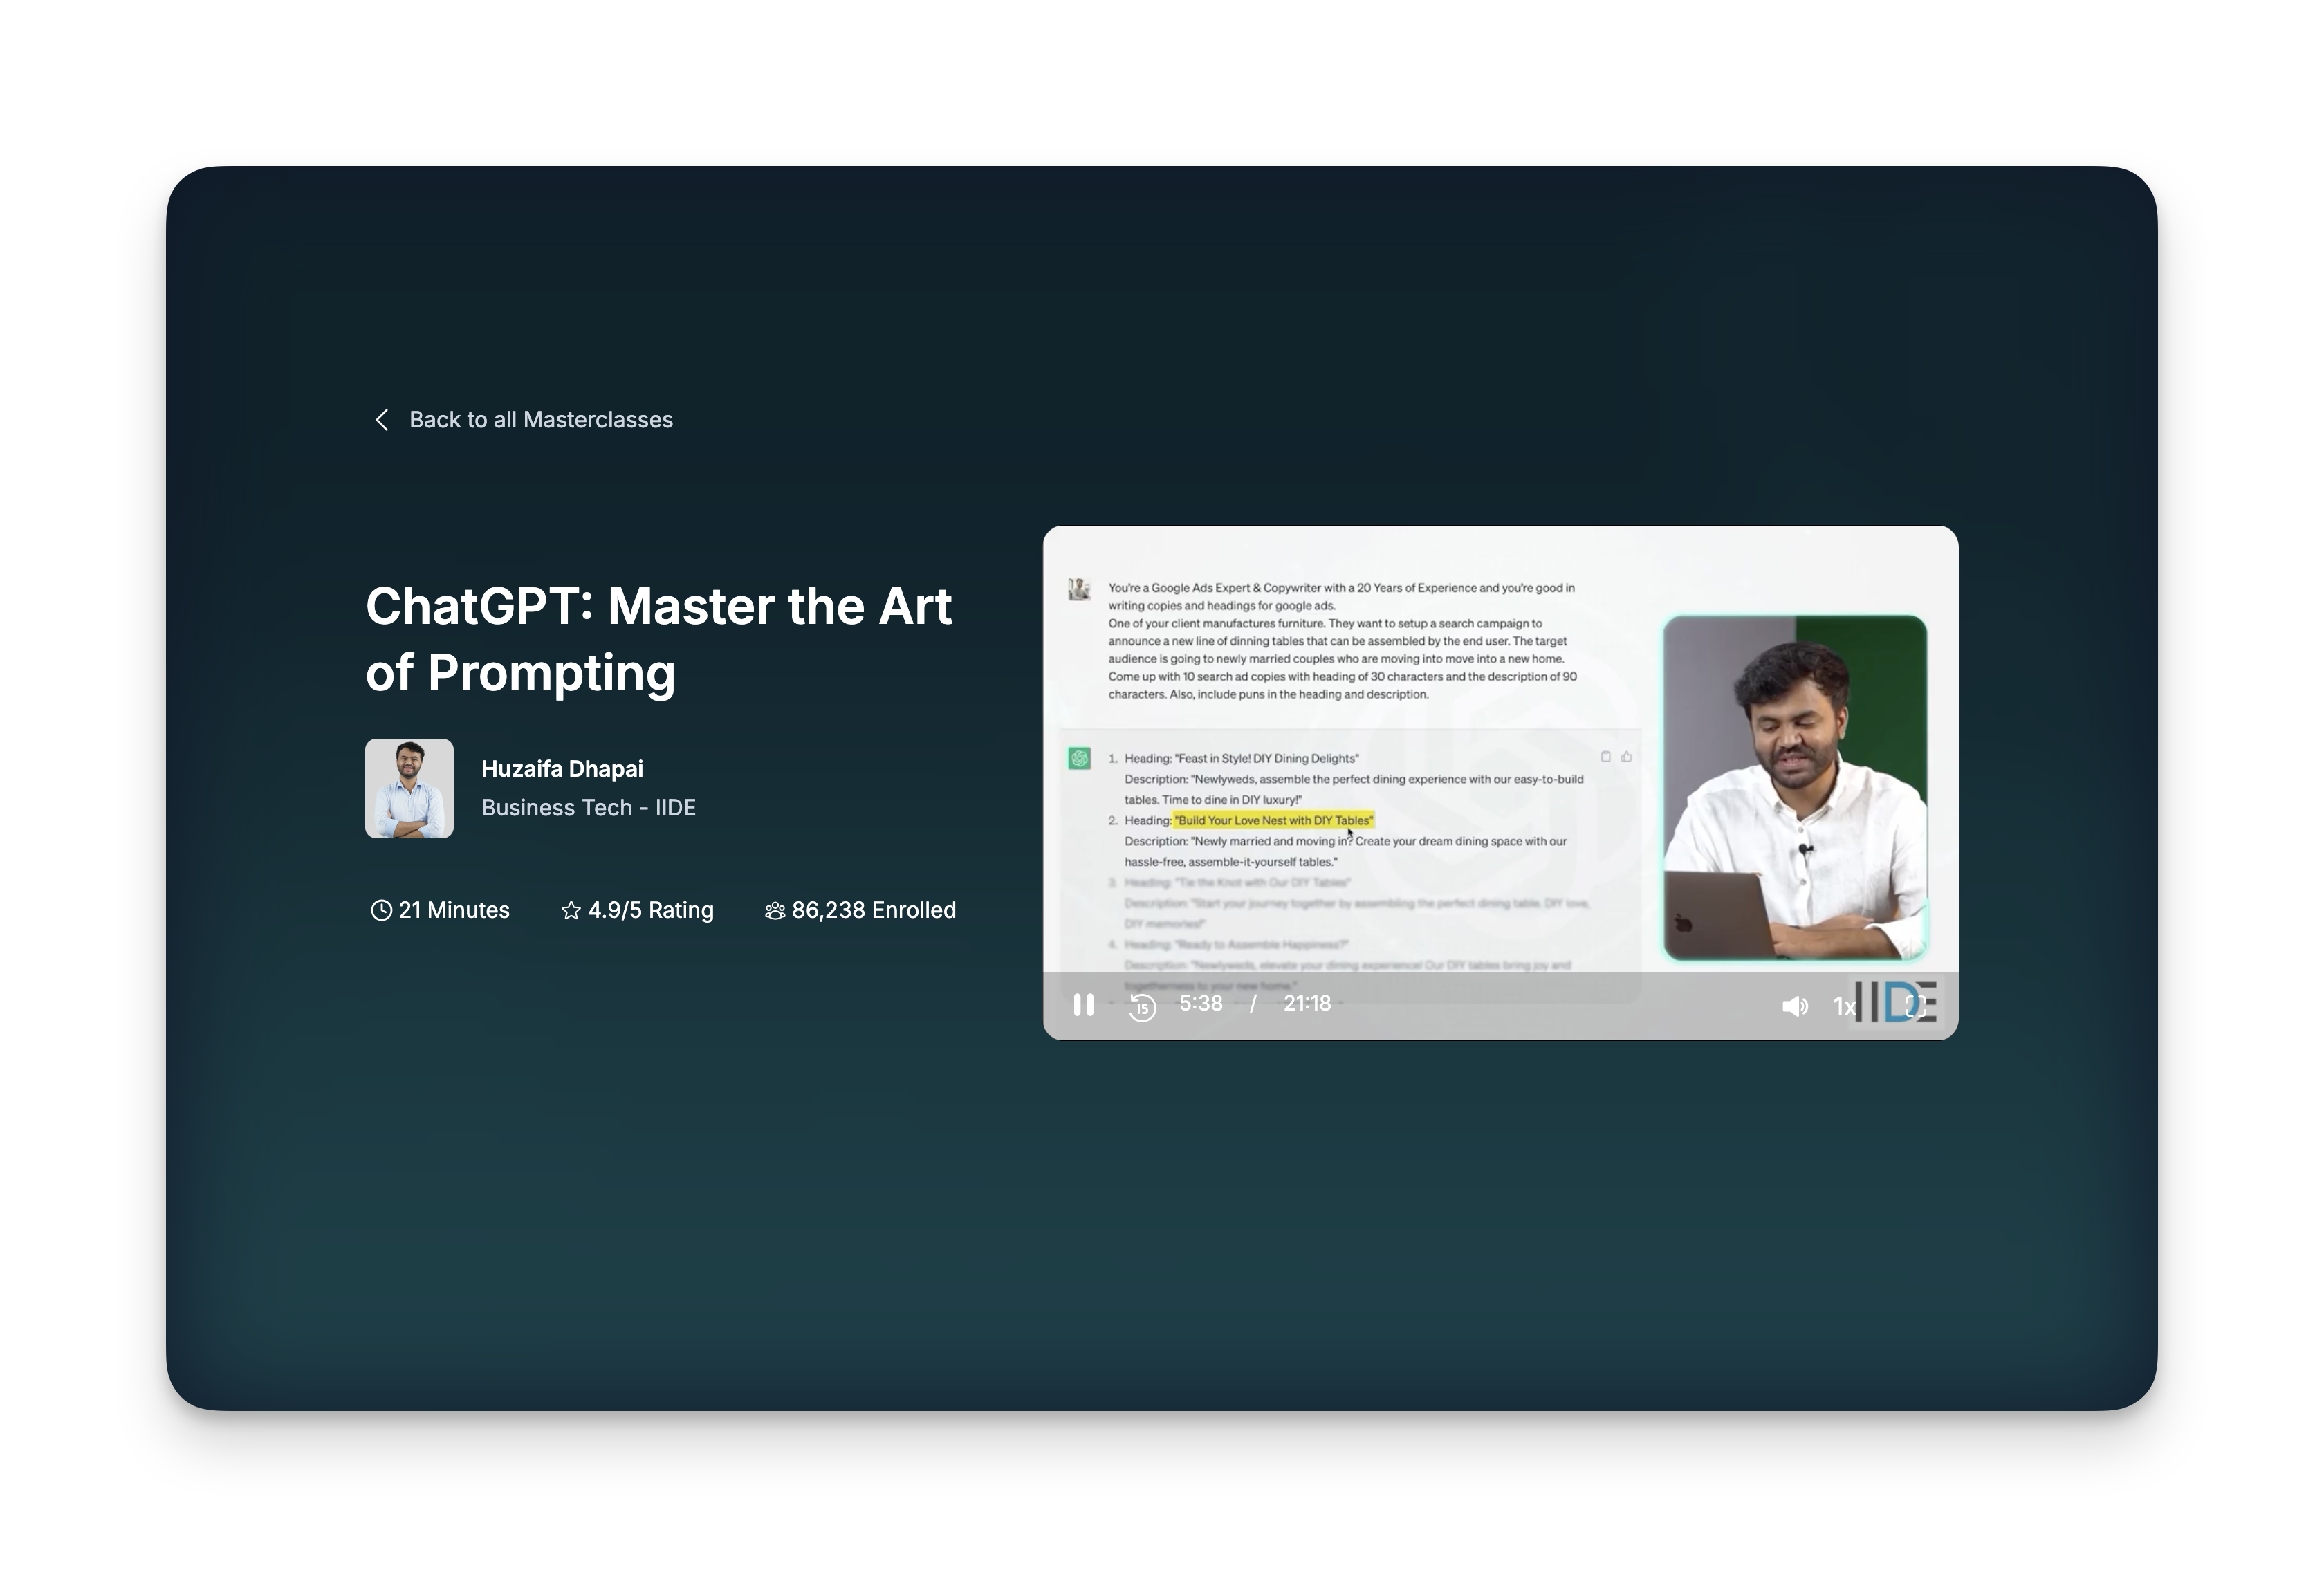 Back to all Masterclasses
ChatGPT: Master the Art
of Prompting
Huzaifa Dhapai
Business Tech - IIDE
21 Minutes
4.9/5 Rating
86,238 Enrolled
You're a Google Ads Expert & Copywriter with a 20 Years of Experience and you're good in
writing copies and headings for google ads.
One of your client manufactures furniture. They want to setup a search campaign to
announce a new line of dinning tables that can be assembled by the end user. The target
audience is going to newly married couples who are moving into move into a new home.
Come up with 10 search ad copies with heading of 30 characters and the description of 90
characters. Also, include puns in the heading and description.
1. Heading: "Feast in Style! DIY Dining Delights"
Description: "Newlyweds, assemble the perfect dining experience with our easy-to-build
tables. Time to dine in DIY luxury!"
2. Heading: "Build Your Love Nest with DIY Tables"
Description: "Newly married and moving in? Create your dream dining space with our
hassle-free, assemble-it-yourself tables."
3. Heading: "Tie the Knot with Our DIY Tables"
Description: "Start your journey together by assembling the perfect dining table. DIY love,
DIY memories!"
4. Heading: "Ready to Assemble Happiness?"
Description: "Newlyweds, elevate your dining experience! Our DIY tables bring joy and
togetherness to your new home."
15
5:38 / 21:18
1x
IIDE